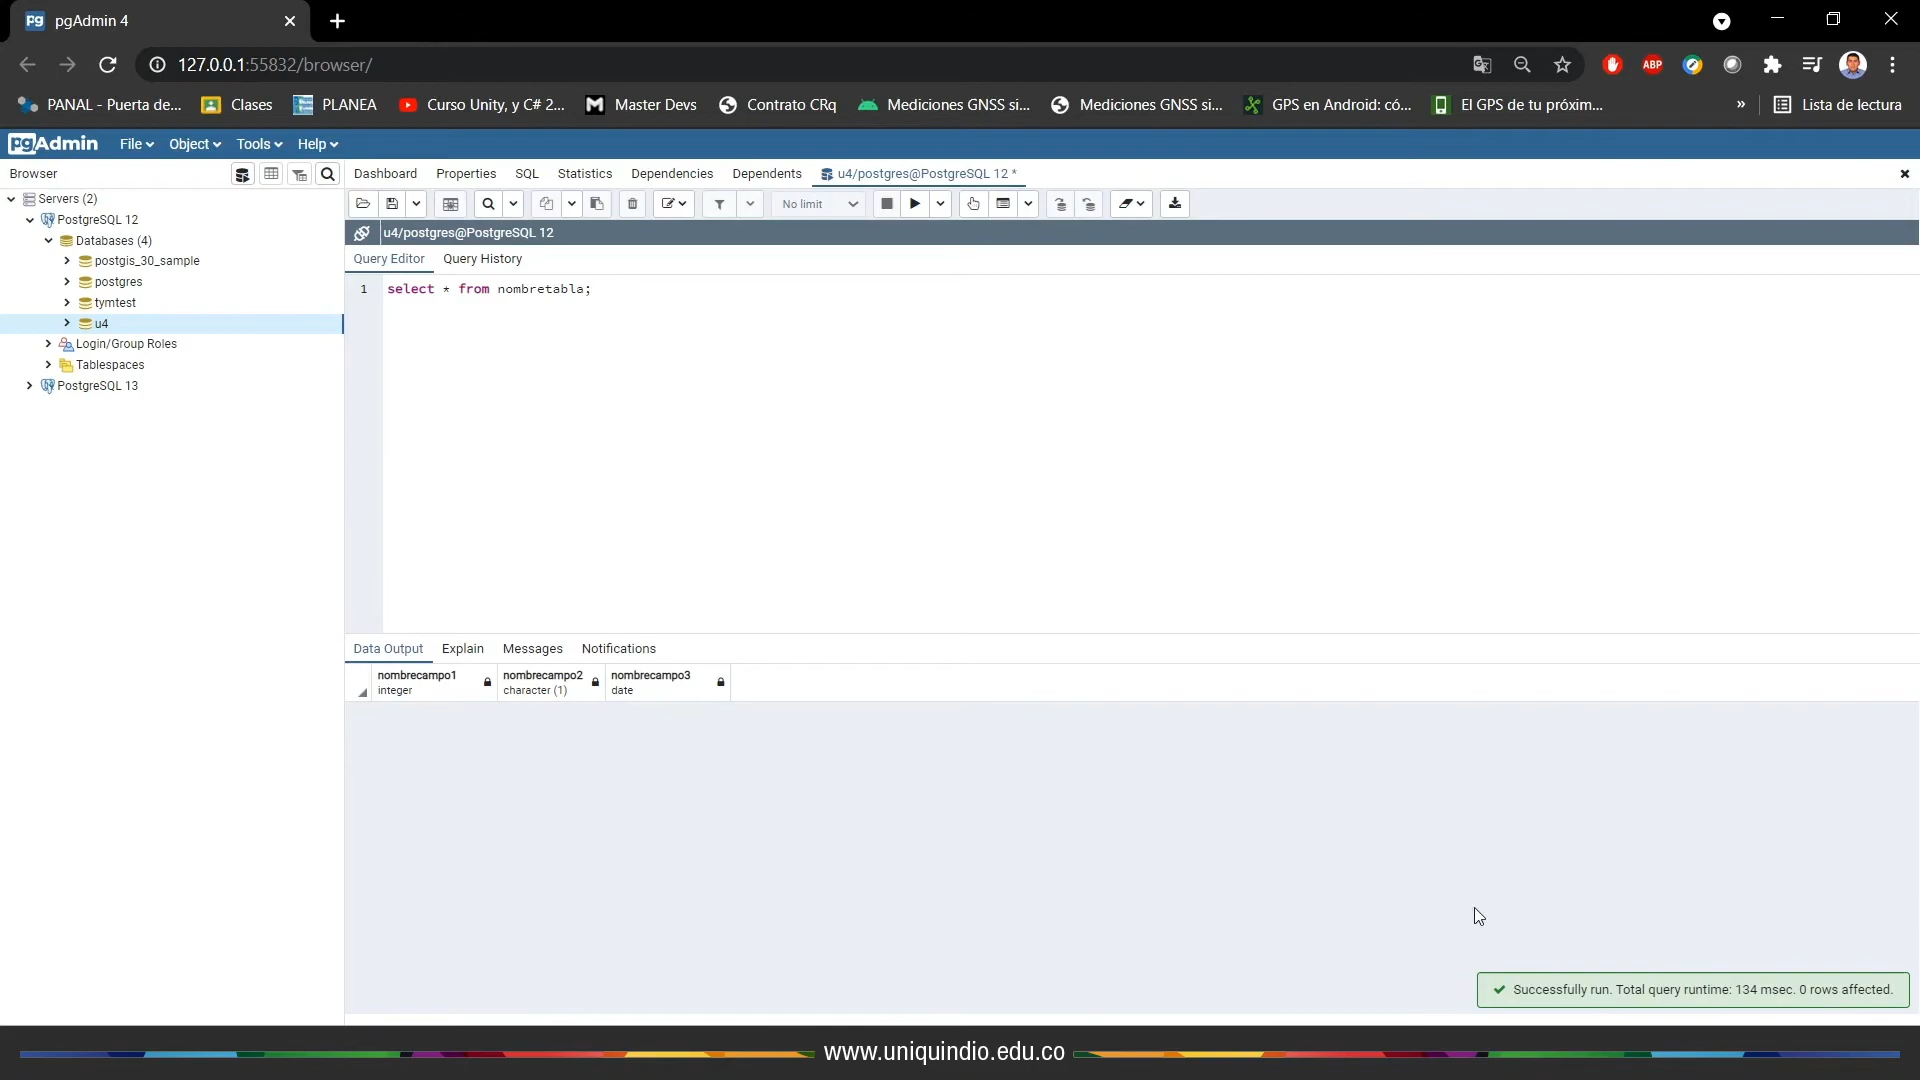 pgAdmin 4
127.0.0.1:55832/browser/
ABP
PANAL - Puerta de...
Clases
PLANEA
Curso Unity, y C# 2...
Master Devs
Contrato CRq
Mediciones GNSS si...
Mediciones GNSS si...
GPS en Android: có...
El GPS de tu próxim...
»
Lista de lectura
pgAdmin
File
Object
Tools
Help
Browser
Dashboard
Properties
SQL
Statistics
Dependencies
Dependents
u4/postgres@PostgreSQL 12 *
Servers (2)
PostgreSQL 12
Databases (4)
postgis_30_sample
postgres
tymtest
u4
Login/Group Roles
Tablespaces
PostgreSQL 13
No limit
u4/postgres@PostgreSQL 12
Query Editor
Query History
1 select * from nombretabla;
Data Output
Explain
Messages
Notifications
nombrecampo1
integer
nombrecampo2
character (1)
nombrecampo3
date
Successfully run. Total query runtime: 134 msec. 0 rows affected.
www.uniquindio.edu.co